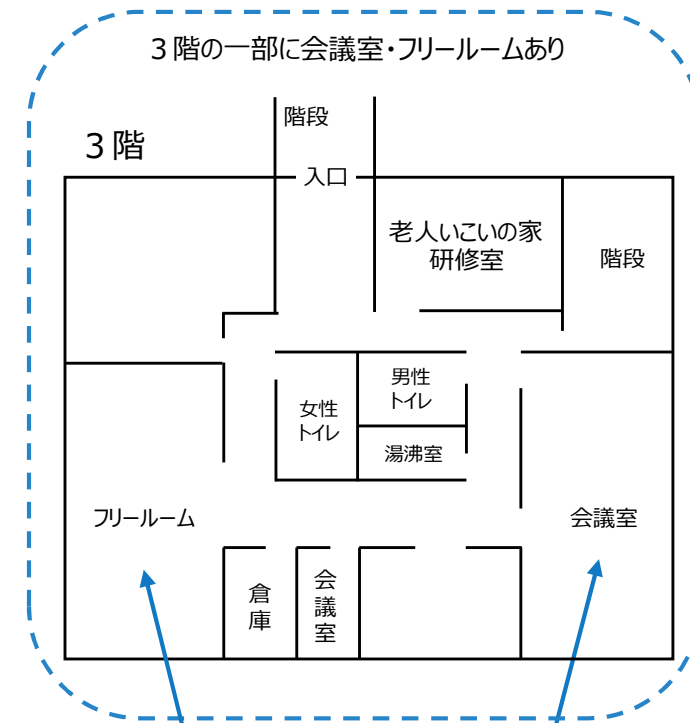 3階の一部に会議室・フリールームあり
階段
3階
入口
老人いこいの家
研修室
階段
男性
トイレ
女性
トイレ
湯沸室
フリールーム
会議室
倉庫
会議室